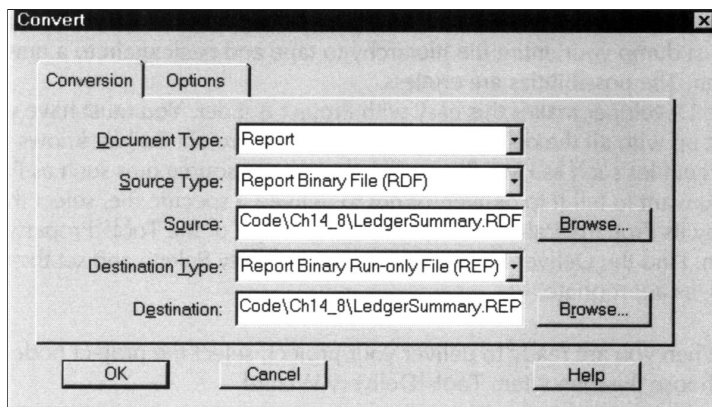 Convert
Conversion Options
Document Type: Report
Source Type: Report Binary File (RDF)
Source: Code\Ch14_8\LedgerSummary.RDF Browse...
Destination Type: Report Binary Run-only File (REP)
Destination: Code\Ch14_8\LedgerSummary.REP Browse...
OK Cancel Help